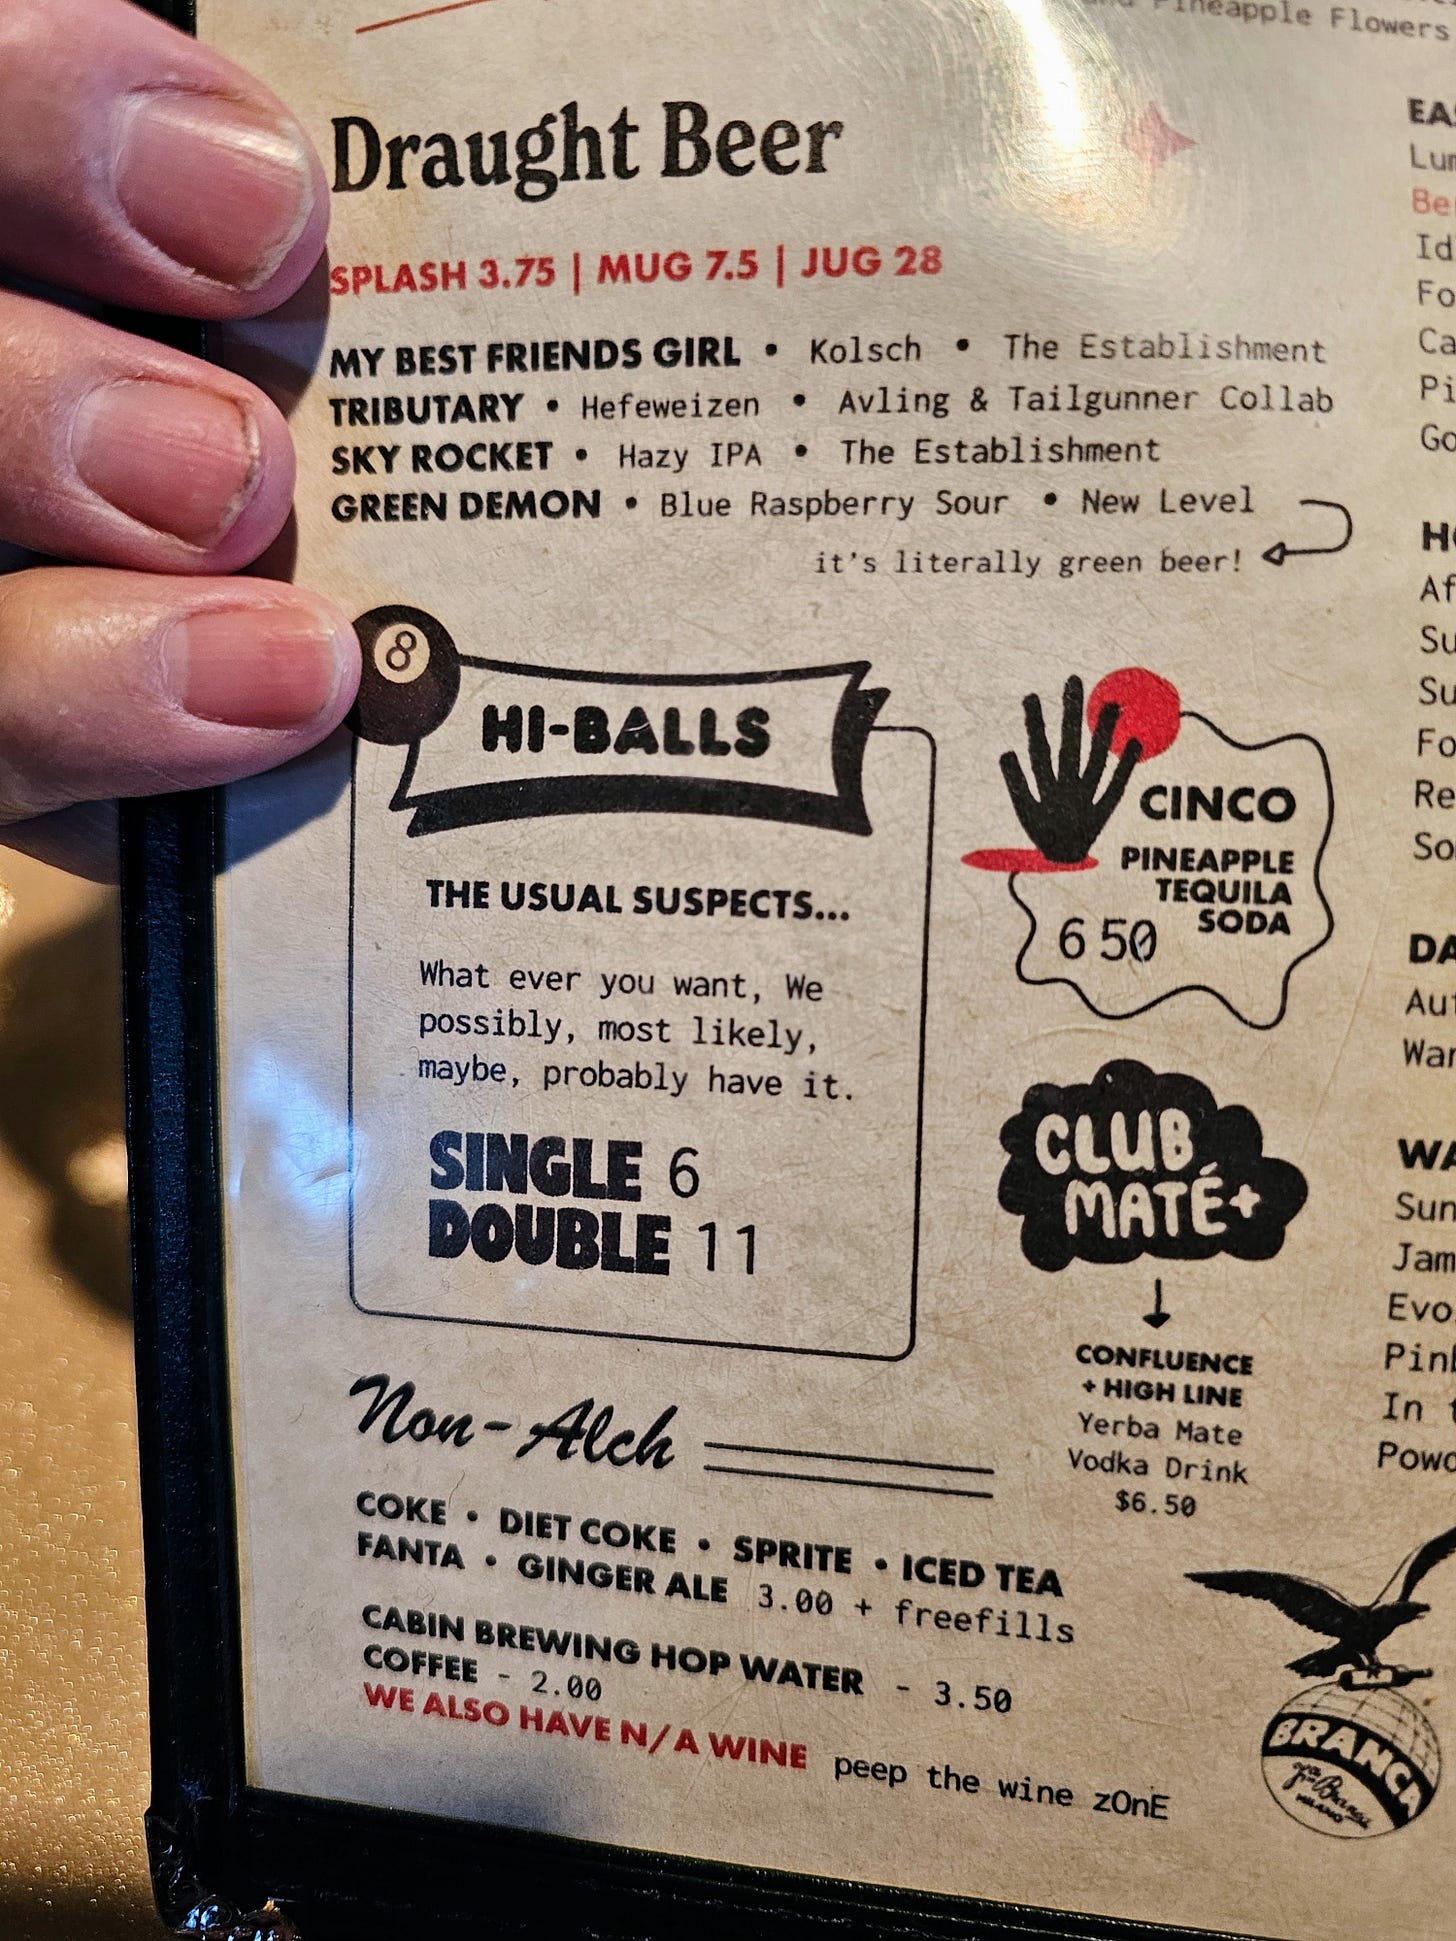 Pineapple Flowers
Draught Beer
SPLASH 3.75 | MUG 7.5 | JUG 28
MY BEST FRIENDS GIRL • Kolsch • The Establishment
TRIBUTARY • Hefeweizen • Avling & Tailgunner Collab
SKY ROCKET • Hazy IPA • The Establishment
GREEN DEMON • Blue Raspberry Sour • New Level
it's literally green beer!
8
HI-BALLS
THE USUAL SUSPECTS...
What ever you want, We
possibly, most likely,
maybe, probably have it.
SINGLE 6
DOUBLE 11
CINCO
PINEAPPLE
TEQUILA
SODA
6 50
CLUB
MATÉ+
CONFLUENCE
+ HIGH LINE
Yerba Mate
Vodka Drink
$6.50
Non-Alch
COKE • DIET COKE • SPRITE • ICED TEA
FANTA • GINGER ALE 3.00 + freefills
CABIN BREWING HOP WATER - 3.50
COFFEE - 2.00
WE ALSO HAVE N/A WINE peep the wine zOnE
BRANCA
MILANO